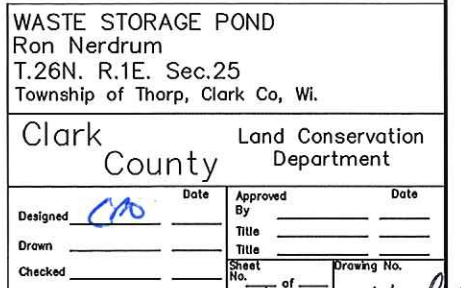 WASTE STORAGE POND
Ron Nerdrum
T.26N. R.1E. Sec.25
Township of Thorp, Clark Co, Wi.
Clark County
Land Conservation Department
Date
Designed
Drawn
Checked
Approved By
Date
Title
Title
Sheet No.
of
Drawing No.